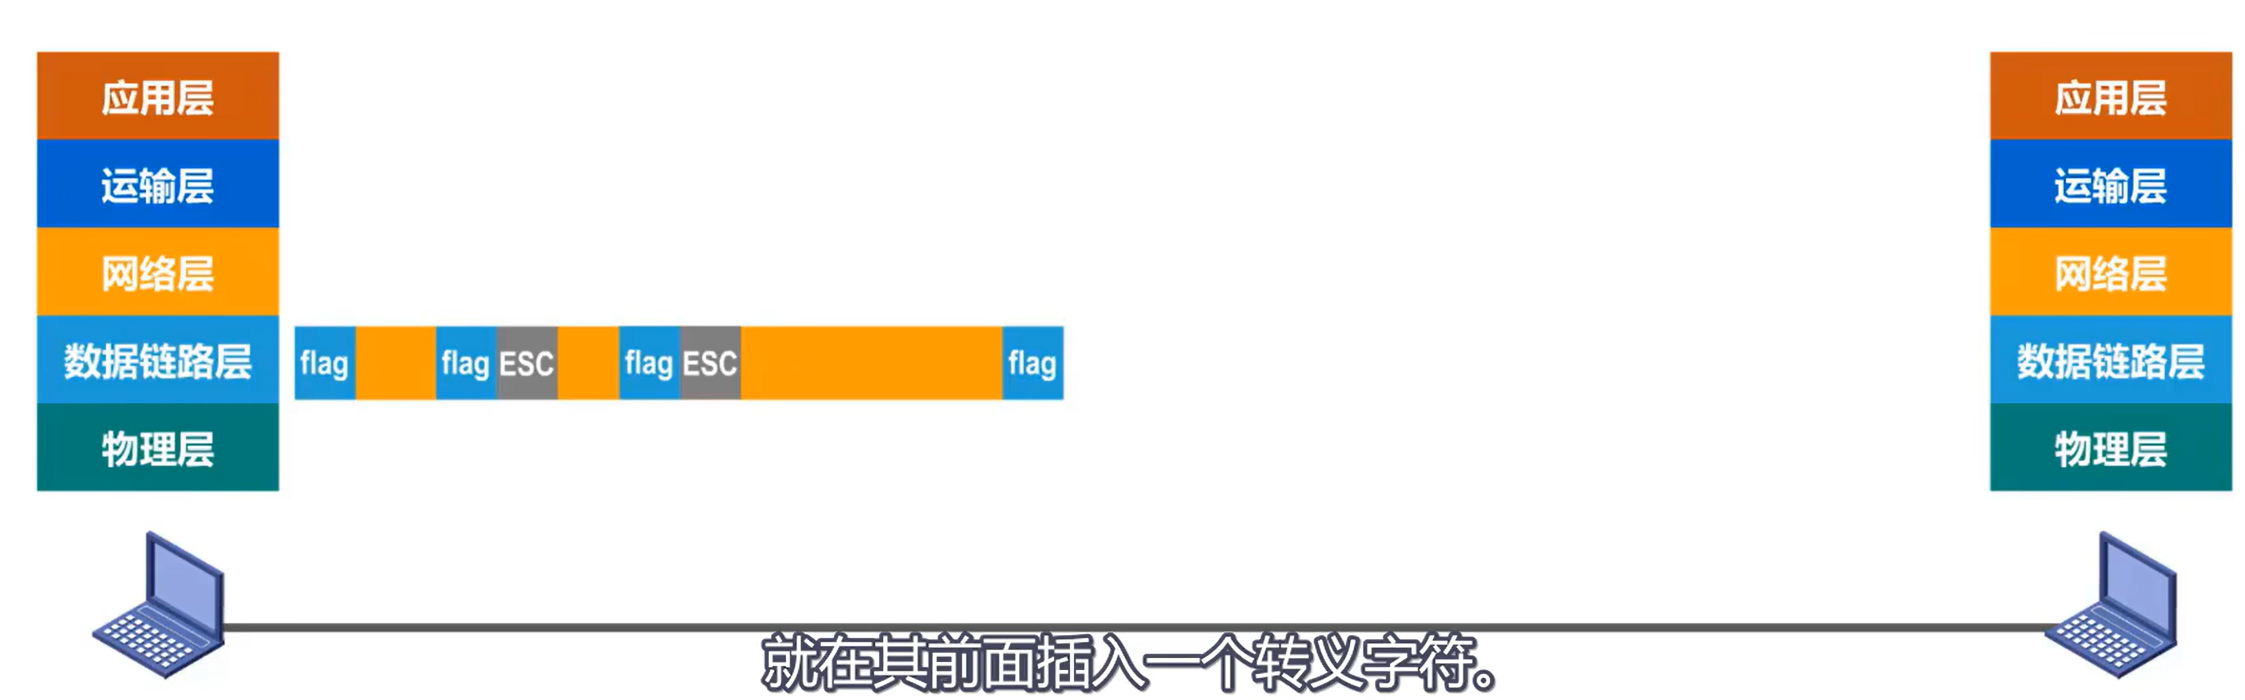 应用层
运输层
网络层
数据链路层
物理层
flag flag ESC flag ESC flag
应用层
运输层
网络层
数据链路层
物理层
就在其前面插入一个转义字符。